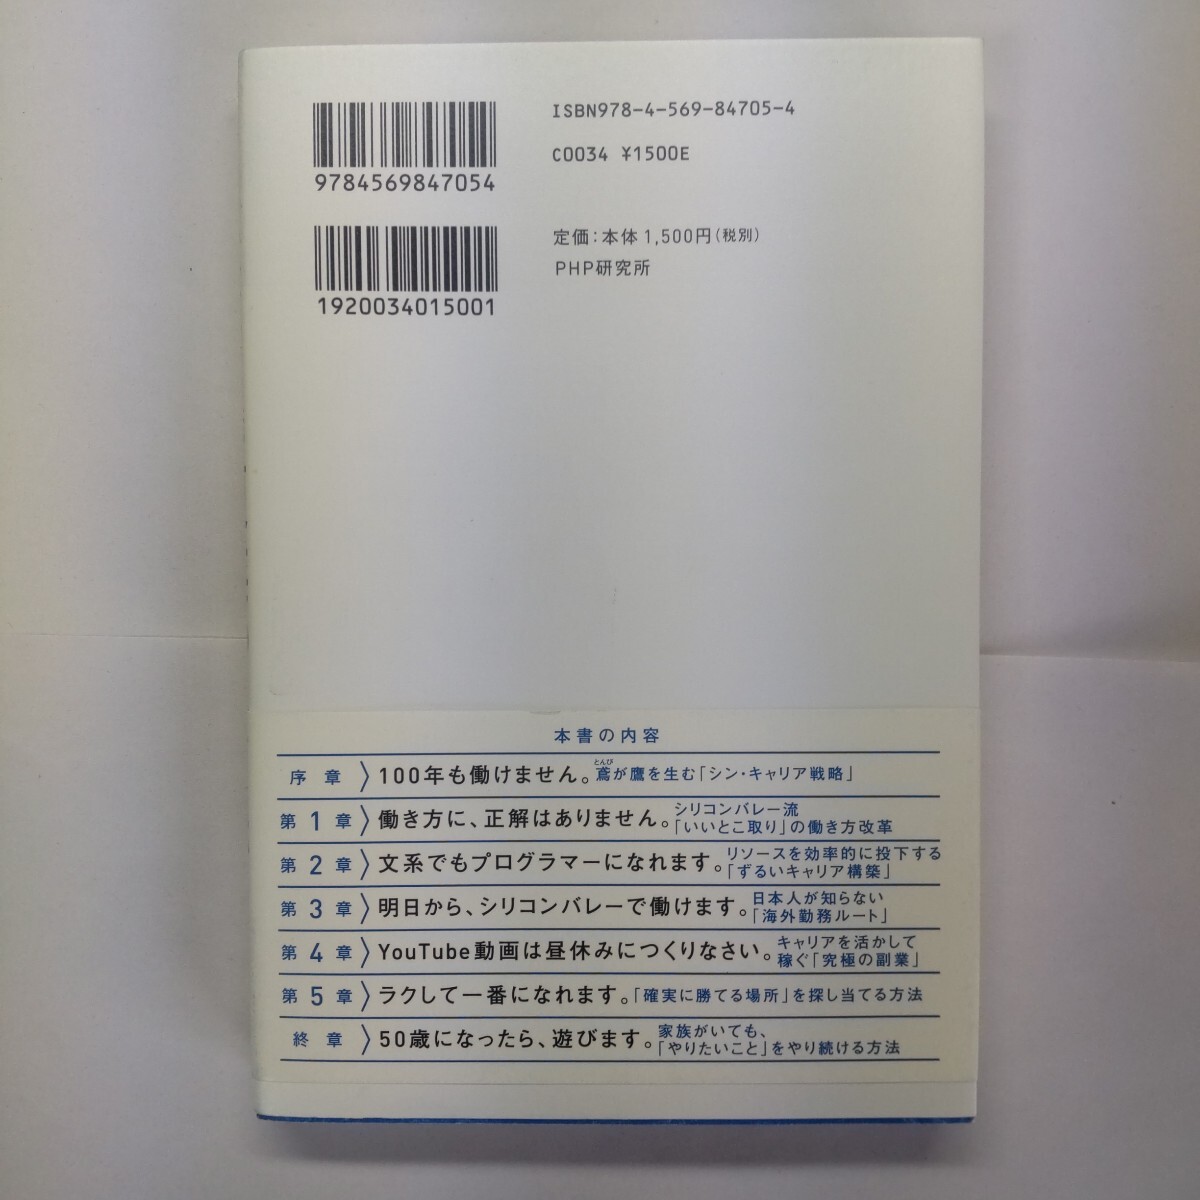 9784569847054
ISBN978-4-569-84705-4
C0034 ¥1500E
1920034015001
定価：本体1,500円（税別）
PHP研究所
本書の内容
序章 〉100年も働けません。鳶が鷹を生む「シン・キャリア戦略」
とんび
第1章 〉働き方に、正解はありません。シリコンバレー流
「いいとこ取り」の働き方改革
第2章 〉文系でもプログラマーになれます。リソースを効率的に投下する
「ずるいキャリア構築」
第3章 〉明日から、シリコンバレーで働けます。日本人が知らない
「海外勤務ルート」
第4章 〉YouTube動画は昼休みにつくりなさい。キャリアを活かして
稼ぐ「究極の副業」
第5章 〉ラクして一番になれます。「確実に勝てる場所」を探し当てる方法
終章 〉50歳になったら、遊びます。家族がいても、
「やりたいこと」をやり続ける方法